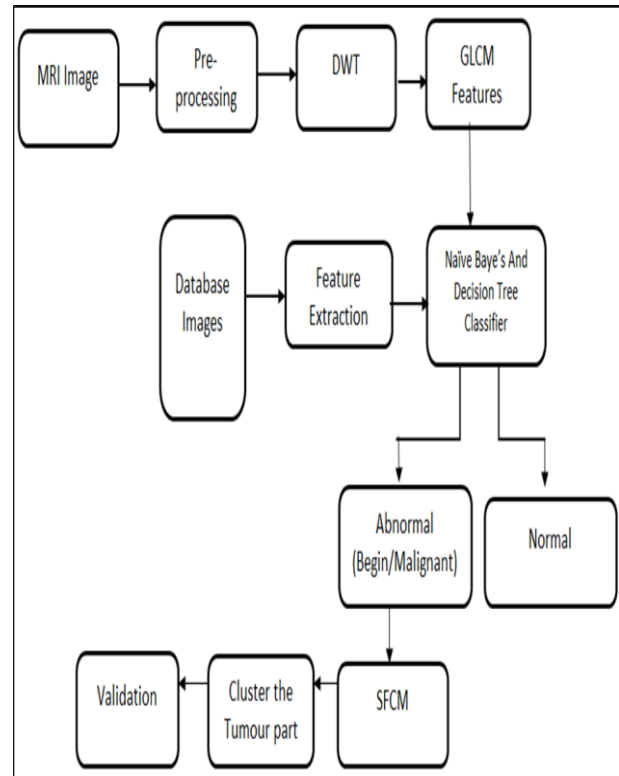 MRI Image
Pre-
processing
DWT
GLCM
Features
Database
Images
Feature
Extraction
Naïve Baye's And
Decision Tree
Classifier
Abnormal
(Begin/Malignant)
Normal
Validation
Cluster the
Tumour part
SFCM